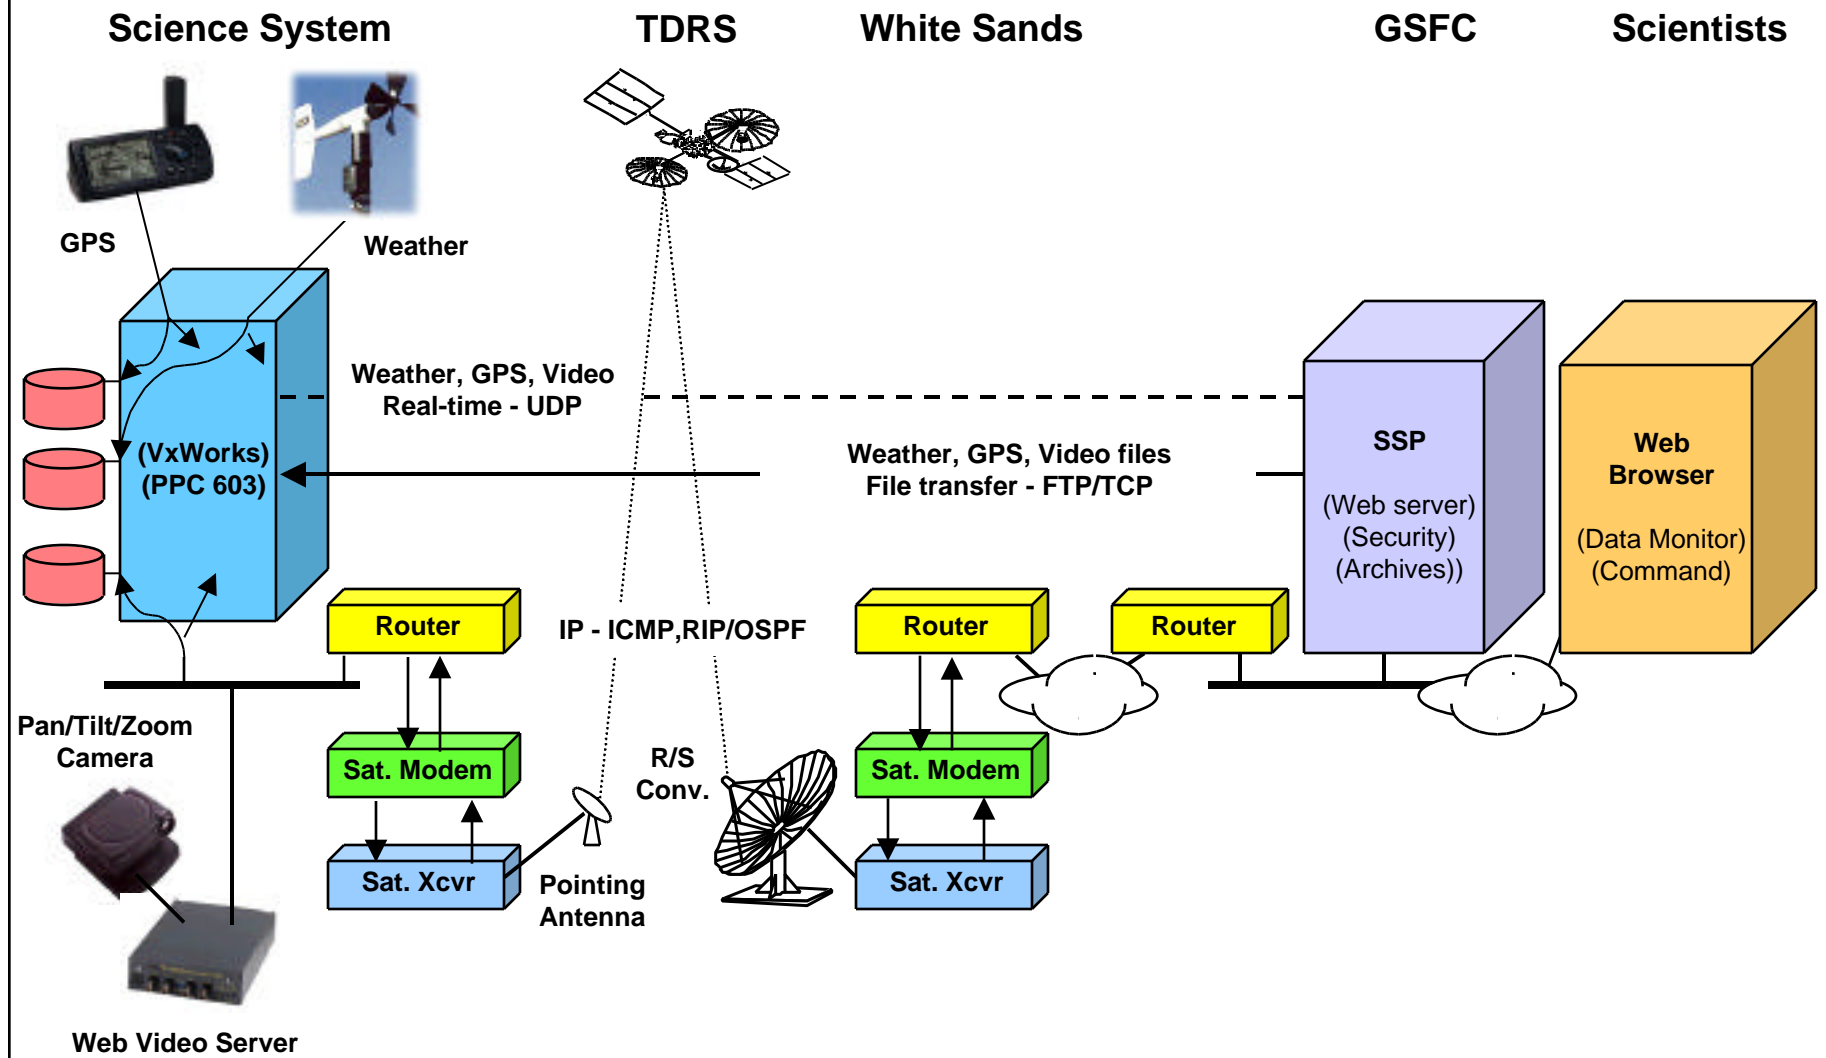 Science System
TDRS
White Sands
GSFC
Scientists
GPS
Weather
Weather, GPS, Video
Real-time - UDP
(VxWorks)
(PPC 603)
Weather, GPS, Video files
File transfer - FTP/TCP
SSP
(Web server)
(Security)
(Archives))
Web
Browser
(Data Monitor)
(Command)
Router
IP - ICMP,RIP/OSPF
Router
Router
Pan/Tilt/Zoom
Camera
Sat. Modem
R/S
Conv.
Sat. Modem
Sat. Xcvr
Pointing
Antenna
Sat. Xcvr
Web Video Server